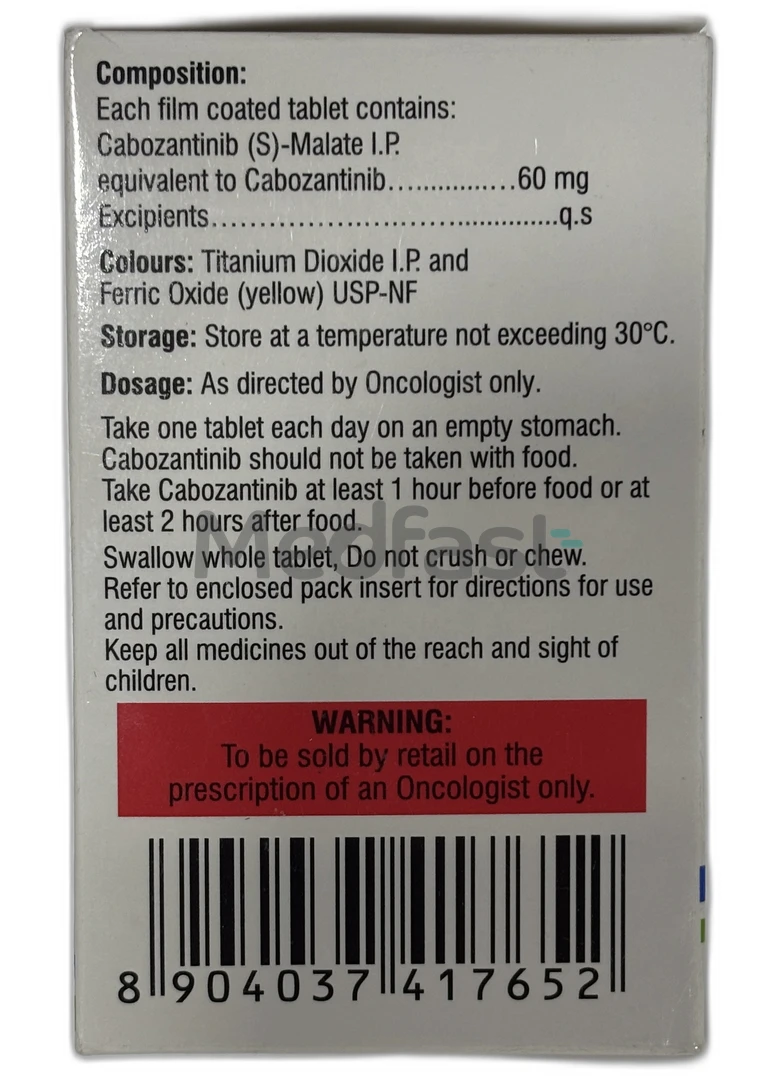 Composition:
Each film coated tablet contains:
Cabozantinib (S)-Malate I.P.
equivalent to Cabozantinib................60 mg
Excipients..........................................q.s
Colours: Titanium Dioxide I.P. and
Ferric Oxide (yellow) USP-NF
Storage: Store at a temperature not exceeding 30°C.
Dosage: As directed by Oncologist only.
Take one tablet each day on an empty stomach.
Cabozantinib should not be taken with food.
Take Cabozantinib at least 1 hour before food or at
least 2 hours after food.
Medfast
Swallow whole tablet, Do not crush or chew.
Refer to enclosed pack insert for directions for use
and precautions.
Keep all medicines out of the reach and sight of
children.
WARNING:
To be sold by retail on the
prescription of an Oncologist only.
8 904037 417652